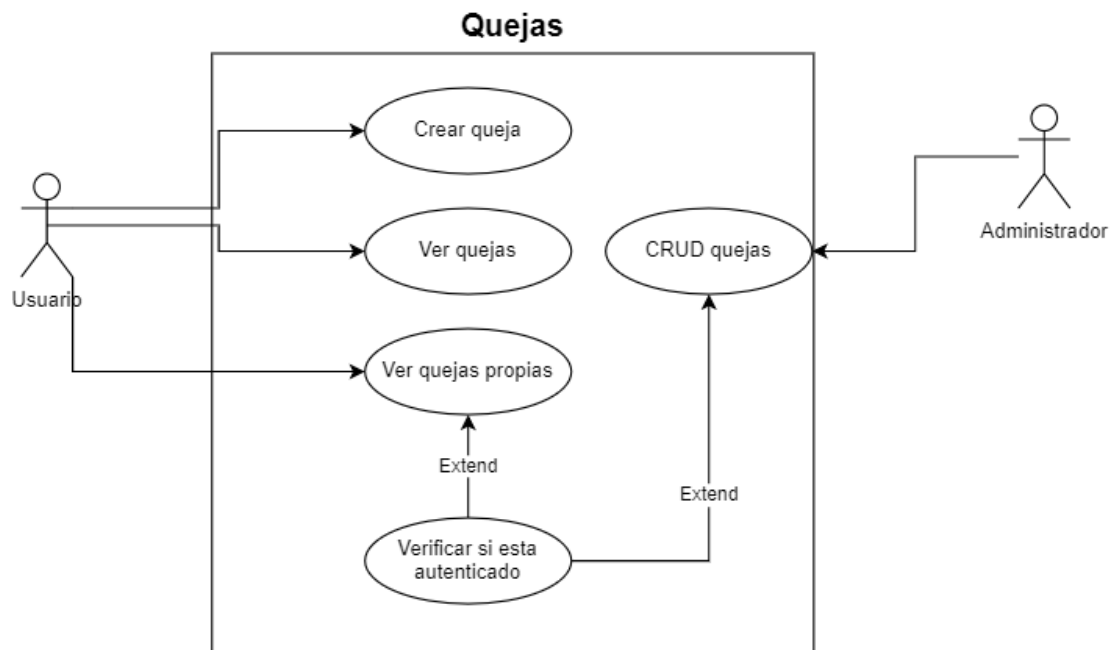 Quejas
Crear queja
Usuario
Ver quejas
CRUD quejas
Administrador
Ver quejas propias
Extend
Extend
Verificar si esta
autenticado